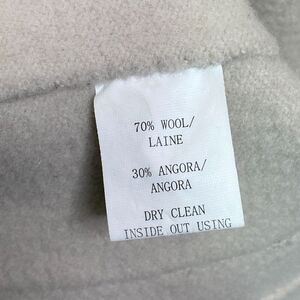 70% WOOL/
LAINE
30% ANGORA/
ANGORA
DRY CLEAN
INSIDE OUT USING